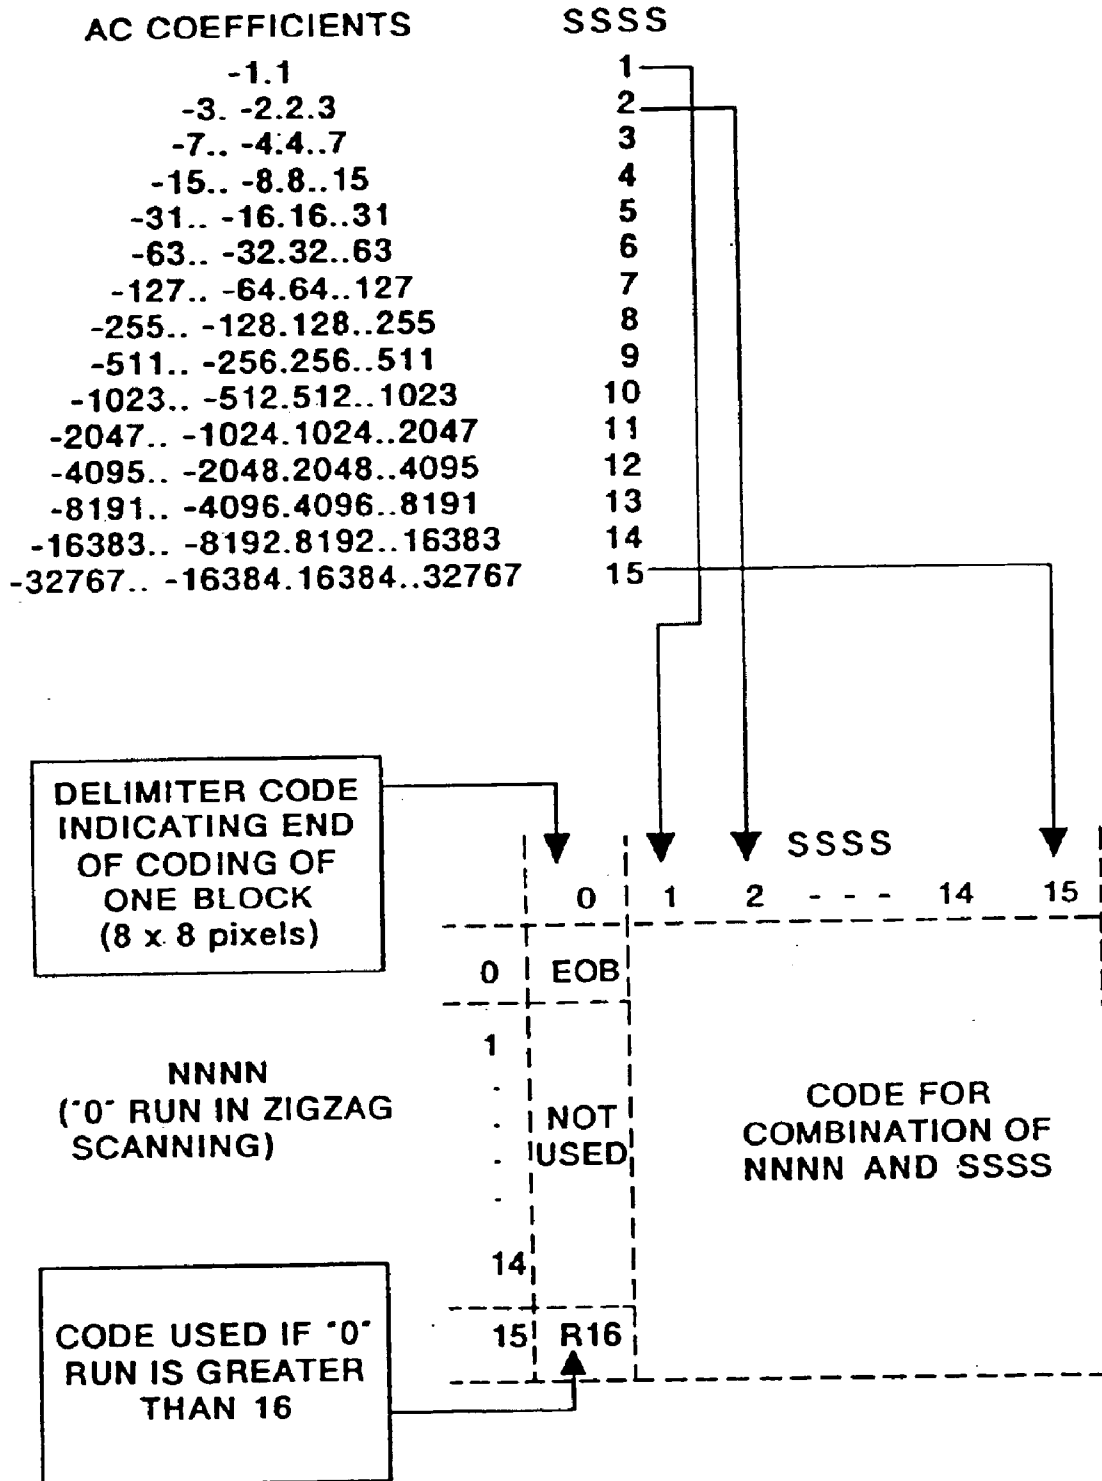 AC COEFFICIENTS SSSS
-1.1 1
-3. -2.2.3 2
-7.. -4.4..7 3
-15.. -8.8..15 4
-31.. -16.16..31 5
-63.. -32.32..63 6
-127.. -64.64..127 7
-255.. -128.128..255 8
-511.. -256.256..511 9
-1023.. -512.512..1023 10
-2047.. -1024.1024..2047 11
-4095.. -2048.2048..4095 12
-8191.. -4096.4096..8191 13
-16383.. -8192.8192..16383 14
-32767.. -16384.16384..32767 15
DELIMITER CODE
INDICATING END
OF CODING OF
ONE BLOCK
(8 x 8 pixels)
SSSS
0 1 2 - - - 14 15
0 EOB
1
NNNN
("0" RUN IN ZIGZAG
SCANNING)
NOT
USED
CODE FOR
COMBINATION OF
NNNN AND SSSS
14
15 R16
CODE USED IF "0"
RUN IS GREATER
THAN 16